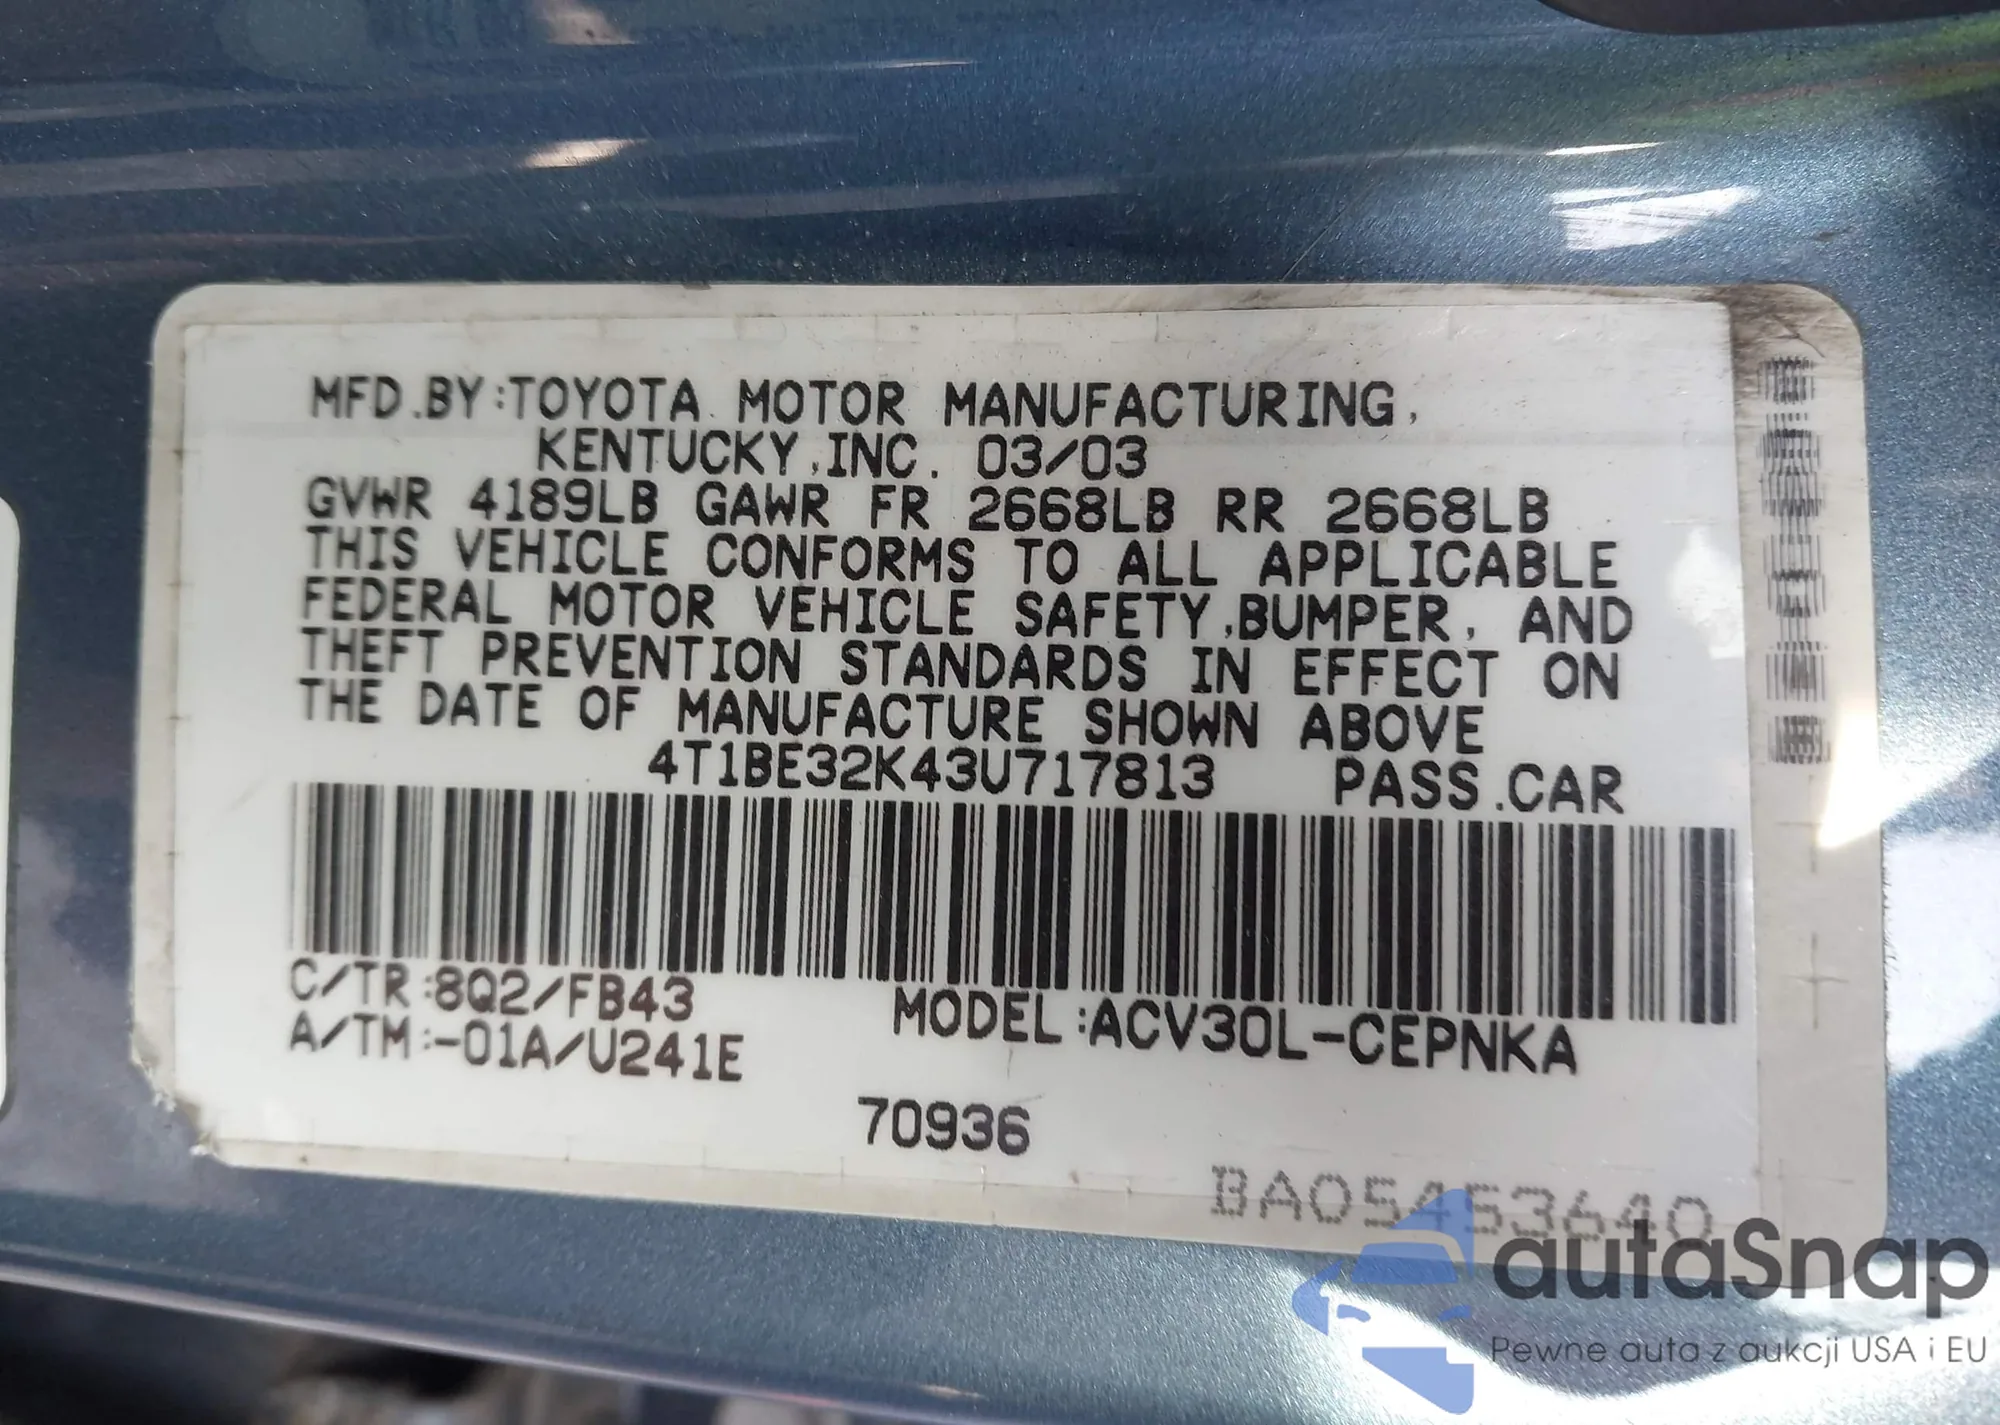 MFD.BY:TOYOTA MOTOR MANUFACTURING,
KENTUCKY,INC. 03/03
GVWR 4189LB GAWR FR 2668LB RR 2668LB
THIS VEHICLE CONFORMS TO ALL APPLICABLE
FEDERAL MOTOR VEHICLE SAFETY,BUMPER, AND
THEFT PREVENTION STANDARDS IN EFFECT ON
THE DATE OF MANUFACTURE SHOWN ABOVE
4T1BE32K43U717813 PASS.CAR
C/TR:8Q2/FB43
MODEL:ACV30L-CEPNKA
A/TM:-01A/U241E
70936
BA05453640
autaSnap
Pewne auta z aukcji USA i EU